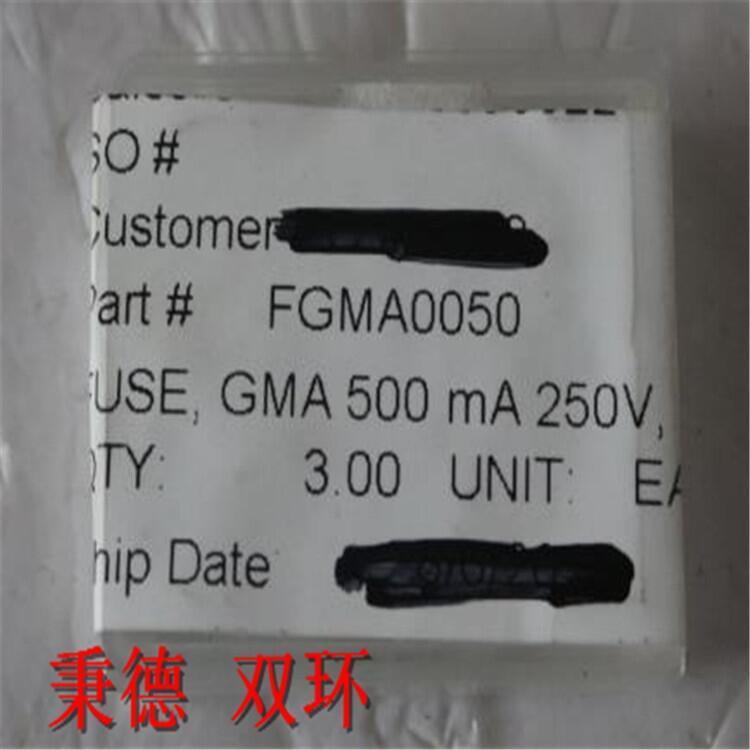 SO #
Customer
Part # FGMA0050
FUSE, GMA 500 mA 250V,
QTY: 3.00 UNIT: EA
Ship Date
秉德 双环